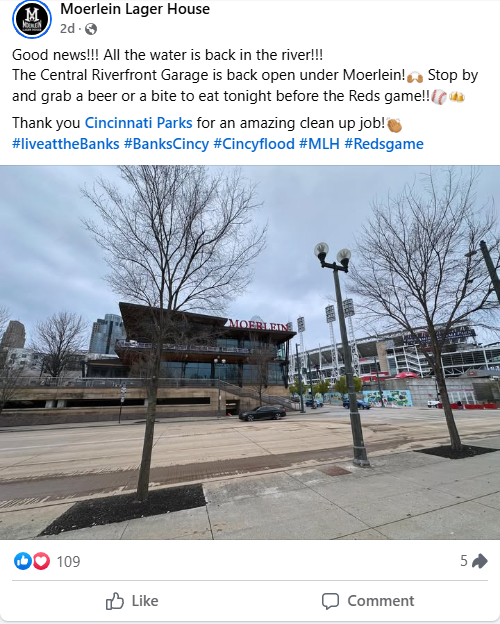 Moerlein Lager House
2d
Good news!!! All the water is back in the river!!!
The Central Riverfront Garage is back open under Moerlein!🙌🏽 Stop by
and grab a beer or a bite to eat tonight before the Reds game!!⚾🍻
Thank you Cincinnati Parks for an amazing clean up job!👏🏽
#liveattheBanks #BanksCincy #Cincyflood #MLH #Redsgame
MOERLEIN
109
5
Like
Comment